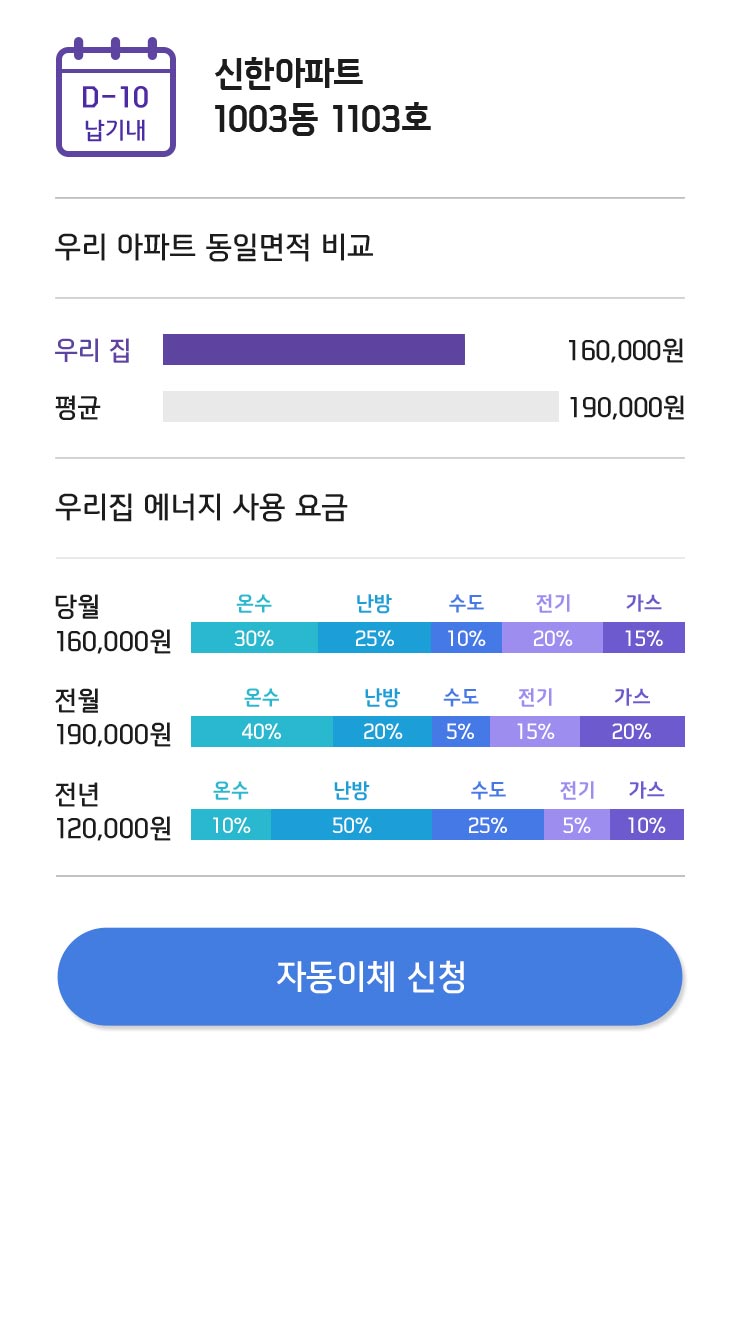 D-10
납기내
신한아파트
1003동 1103호
우리 아파트 동일면적 비교
우리 집 160,000원
평균 190,000원
우리집 에너지 사용 요금
당월 온수 난방 수도 전기 가스
160,000원 30% 25% 10% 20% 15%
전월 온수 난방 수도 전기 가스
190,000원 40% 20% 5% 15% 20%
전년 온수 난방 수도 전기 가스
120,000원 10% 50% 25% 5% 10%
자동이체 신청